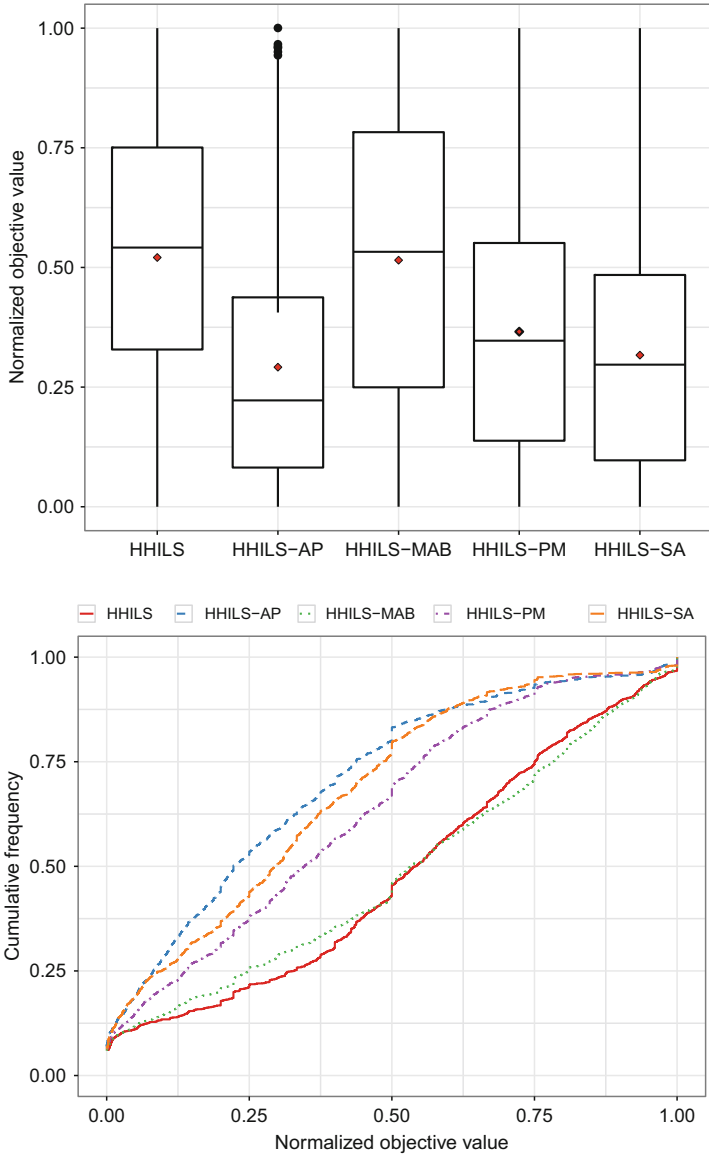 Normalized objective value
1.00
0.75
0.50
0.25
0.00
HHILS
HHILS−AP
HHILS−MAB
HHILS−PM
HHILS−SA
HHILS
HHILS−AP
HHILS−MAB
HHILS−PM
HHILS−SA
Cumulative frequency
1.00
0.75
0.50
0.25
0.00
0.00
0.25
0.50
0.75
1.00
Normalized objective value